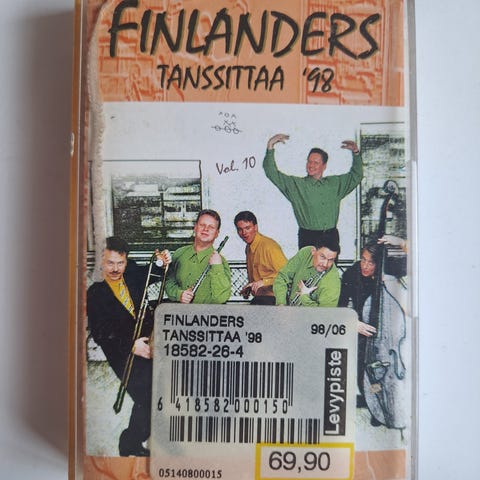 FINLANDERS
TANSSITTAA '98
Vol. 10
FINLANDERS
98/06
TANSSITTAA '98
18582-26-4
Levypiste
6 418582 000150
69,90
05140800015